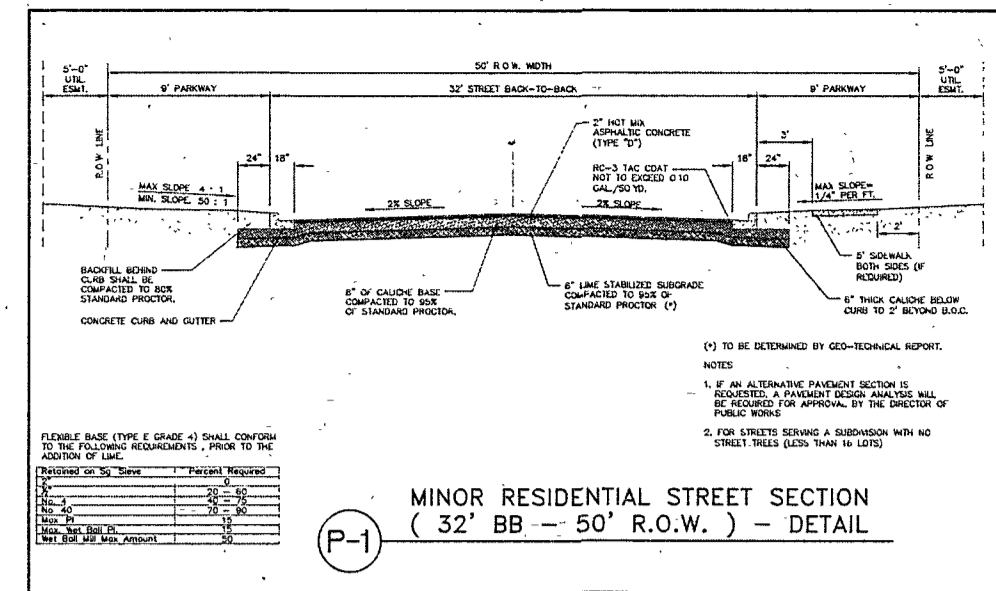 50' R.O.W. WIDTH
5'-0"
UTIL.
ESMT.
9' PARKWAY
32' STREET BACK-TO-BACK
9' PARKWAY
5'-0"
UTIL.
ESMT.
R.O.W. LINE
R.O.W. LINE
24"
18"
2" HOT MIX
ASPHALTIC CONCRETE
(TYPE "D")
RC-3 TAC COAT
NOT TO EXCEED 0.10
GAL./SQ YD.
18"
24"
3'
MAX SLOPE 4 : 1
MIN. SLOPE 50 : 1
2% SLOPE
2% SLOPE
MAX SLOPE=
1/4" PER FT.
2'
BACKFILL BEHIND
CURB SHALL BE
COMPACTED TO 80%
STANDARD PROCTOR.
CONCRETE CURB AND GUTTER
8" OF CALICHE BASE
COMPACTED TO 95%
OF STANDARD PROCTOR.
6" LIME STABILIZED SUBGRADE
COMPACTED TO 95% OF
STANDARD PROCTOR (*)
5' SIDEWALK
BOTH SIDES (IF
REQUIRED)
6" THICK CALICHE BELOW
CURB TO 2' BEYOND B.O.C.
(*) TO BE DETERMINED BY GEO-TECHNICAL REPORT.
NOTES
1. IF AN ALTERNATIVE PAVEMENT SECTION IS
REQUESTED, A PAVEMENT DESIGN ANALYSIS WILL
BE REQUIRED FOR APPROVAL BY THE DIRECTOR OF
PUBLIC WORKS
2. FOR STREETS SERVING A SUBDIVISION WITH NO
STREET TREES (LESS THAN 16 LOTS)
FLEXIBLE BASE (TYPE E GRADE 4) SHALL CONFORM
TO THE FOLLOWING REQUIREMENTS , PRIOR TO THE
ADDITION OF LIME.
Retained on Sq Sieve Percent Required
2" 0
20 - 60
No. 4 40 - 75
No 40 70 - 90
Max PI 15
Max. Wet Ball PI. 15
Wet Ball Mill Max Amount 50
P-1
MINOR RESIDENTIAL STREET SECTION
( 32' BB -- 50' R.O.W. ) - DETAIL